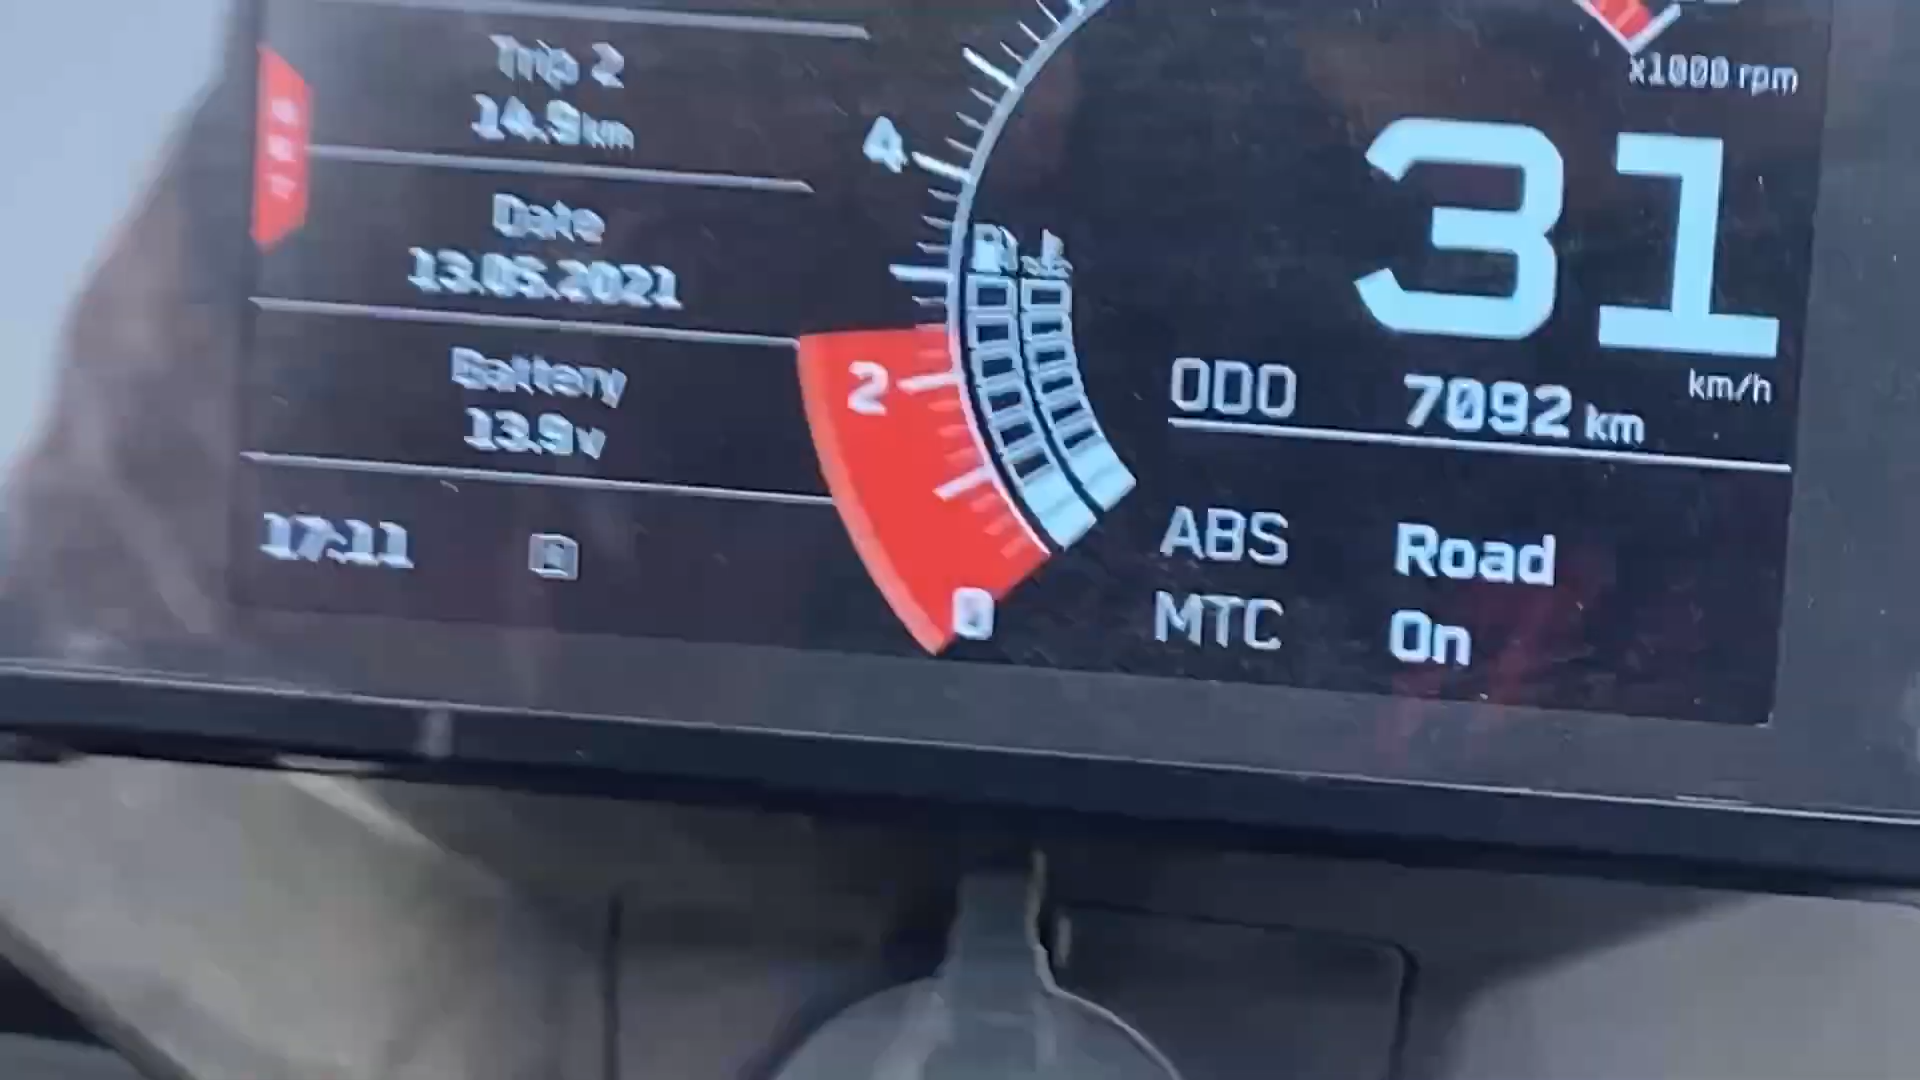 Trip 2
14.9km
Date
13.05.2021
Battery
13.9v
17:11
4
2
0
x1000 rpm
31
km/h
ODO 7092 km
ABS Road
MTC On